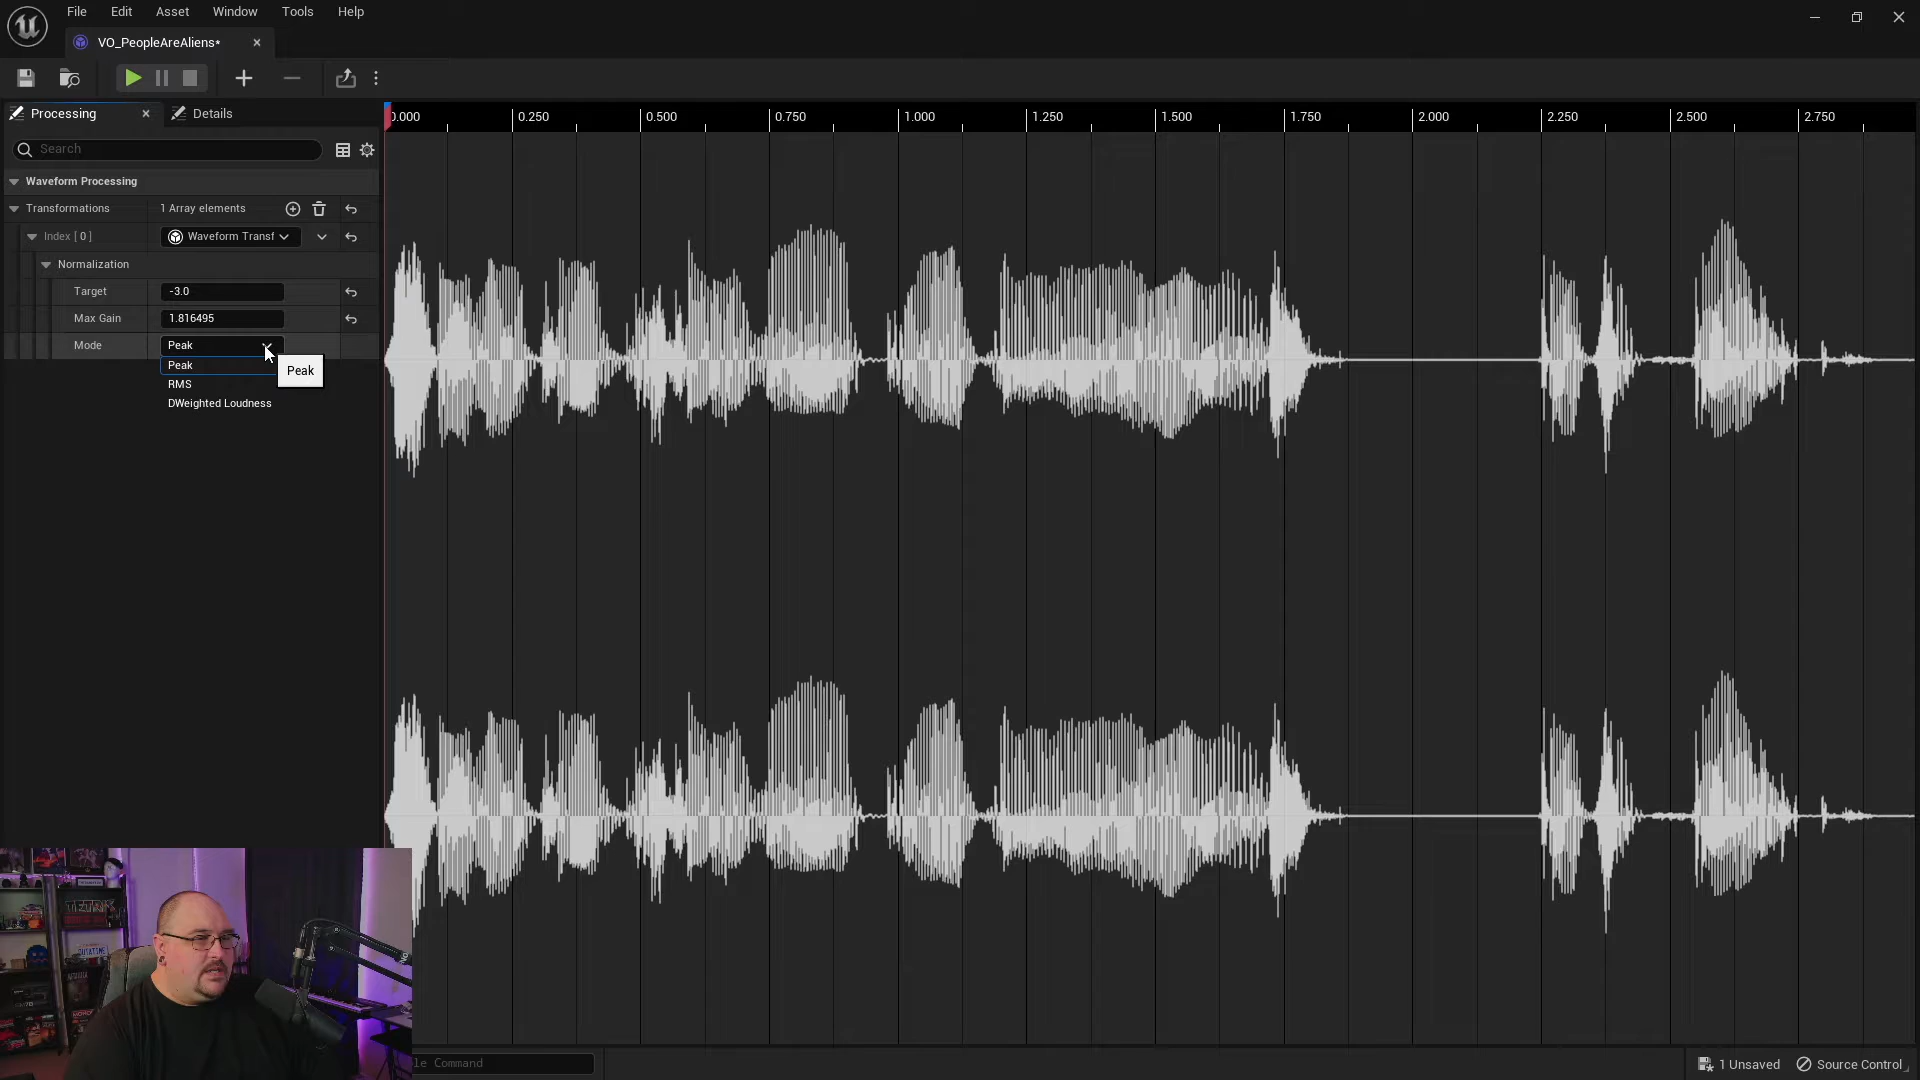 File Edit Asset Window Tools Help
VO_PeopleAreAliens*
Processing Details
Search
Waveform Processing
Transformations 1 Array elements
Index [ 0 ] Waveform Transf
Normalization
Target -3.0
Max Gain 1.816495
Mode Peak
Peak
RMS
DWeighted Loudness
Peak
0.000 0.250 0.500 0.750 1.000 1.250 1.500 1.750 2.000 2.250 2.500 2.750
le Command
1 Unsaved Source Control